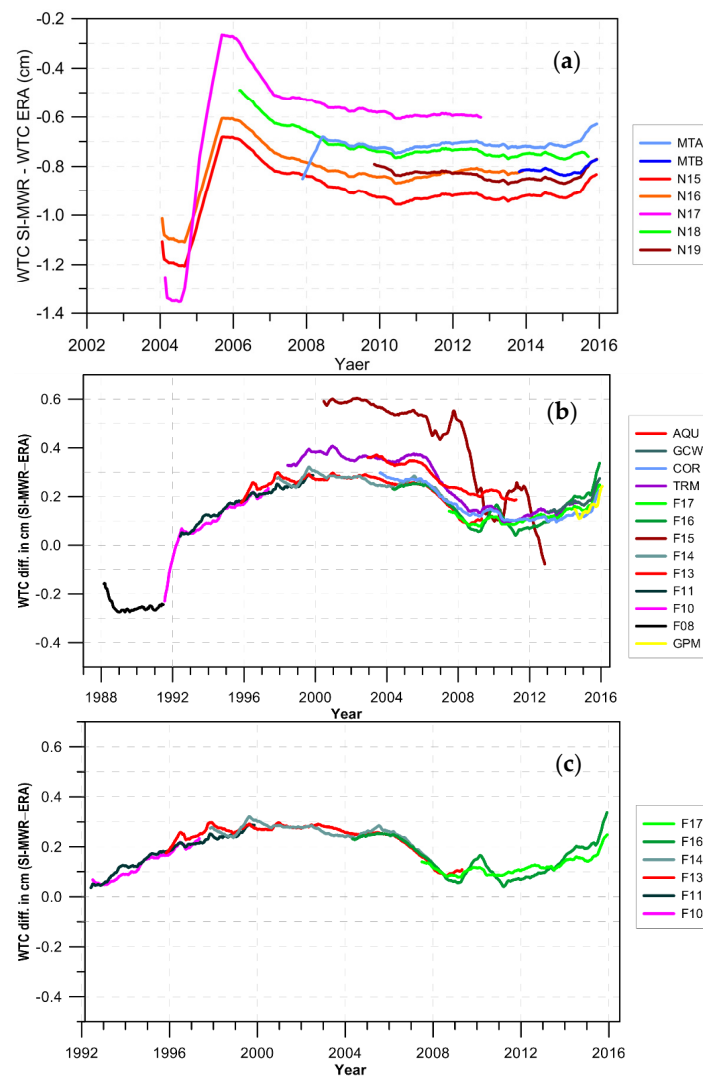 -0.2
-0.4
-0.6
-0.8
-1.0
-1.2
-1.4
WTC SI-MWR - WTC ERA (cm)
(a)
2002 2004 2006 2008 2010 2012 2014 2016
Yaer
MTA
MTB
N15
N16
N17
N18
N19
0.6
0.4
0.2
0.0
-0.2
-0.4
WTC diff. in cm (SI-MWR–ERA)
(b)
1988 1992 1996 2000 2004 2008 2012 2016
Year
AQU
GCW
COR
TRM
F17
F16
F15
F14
F13
F11
F10
F08
GPM
0.6
0.4
0.2
0.0
0.2
-0.4
WTC diff. in cm (SI-MWR–ERA)
(c)
1992 1996 2000 2004 2008 2012 2016
Year
F17
F16
F14
F13
F11
F10